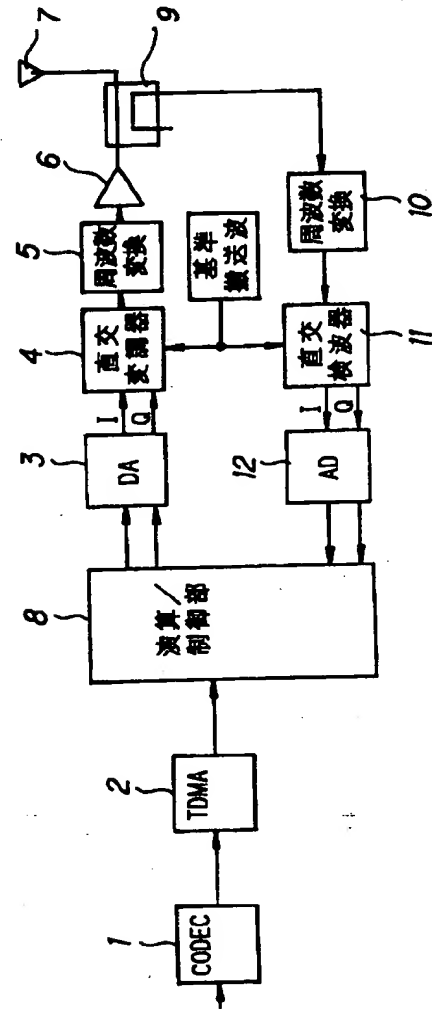 1
CODEC
2
TDMA
8
演算／
制御部
3
DA
I
Q
4
直交
変調器
5
周波数
変換
6
7
9
基準
搬送波
10
周波数
変換
11
直交
検波器
I
Q
12
AD